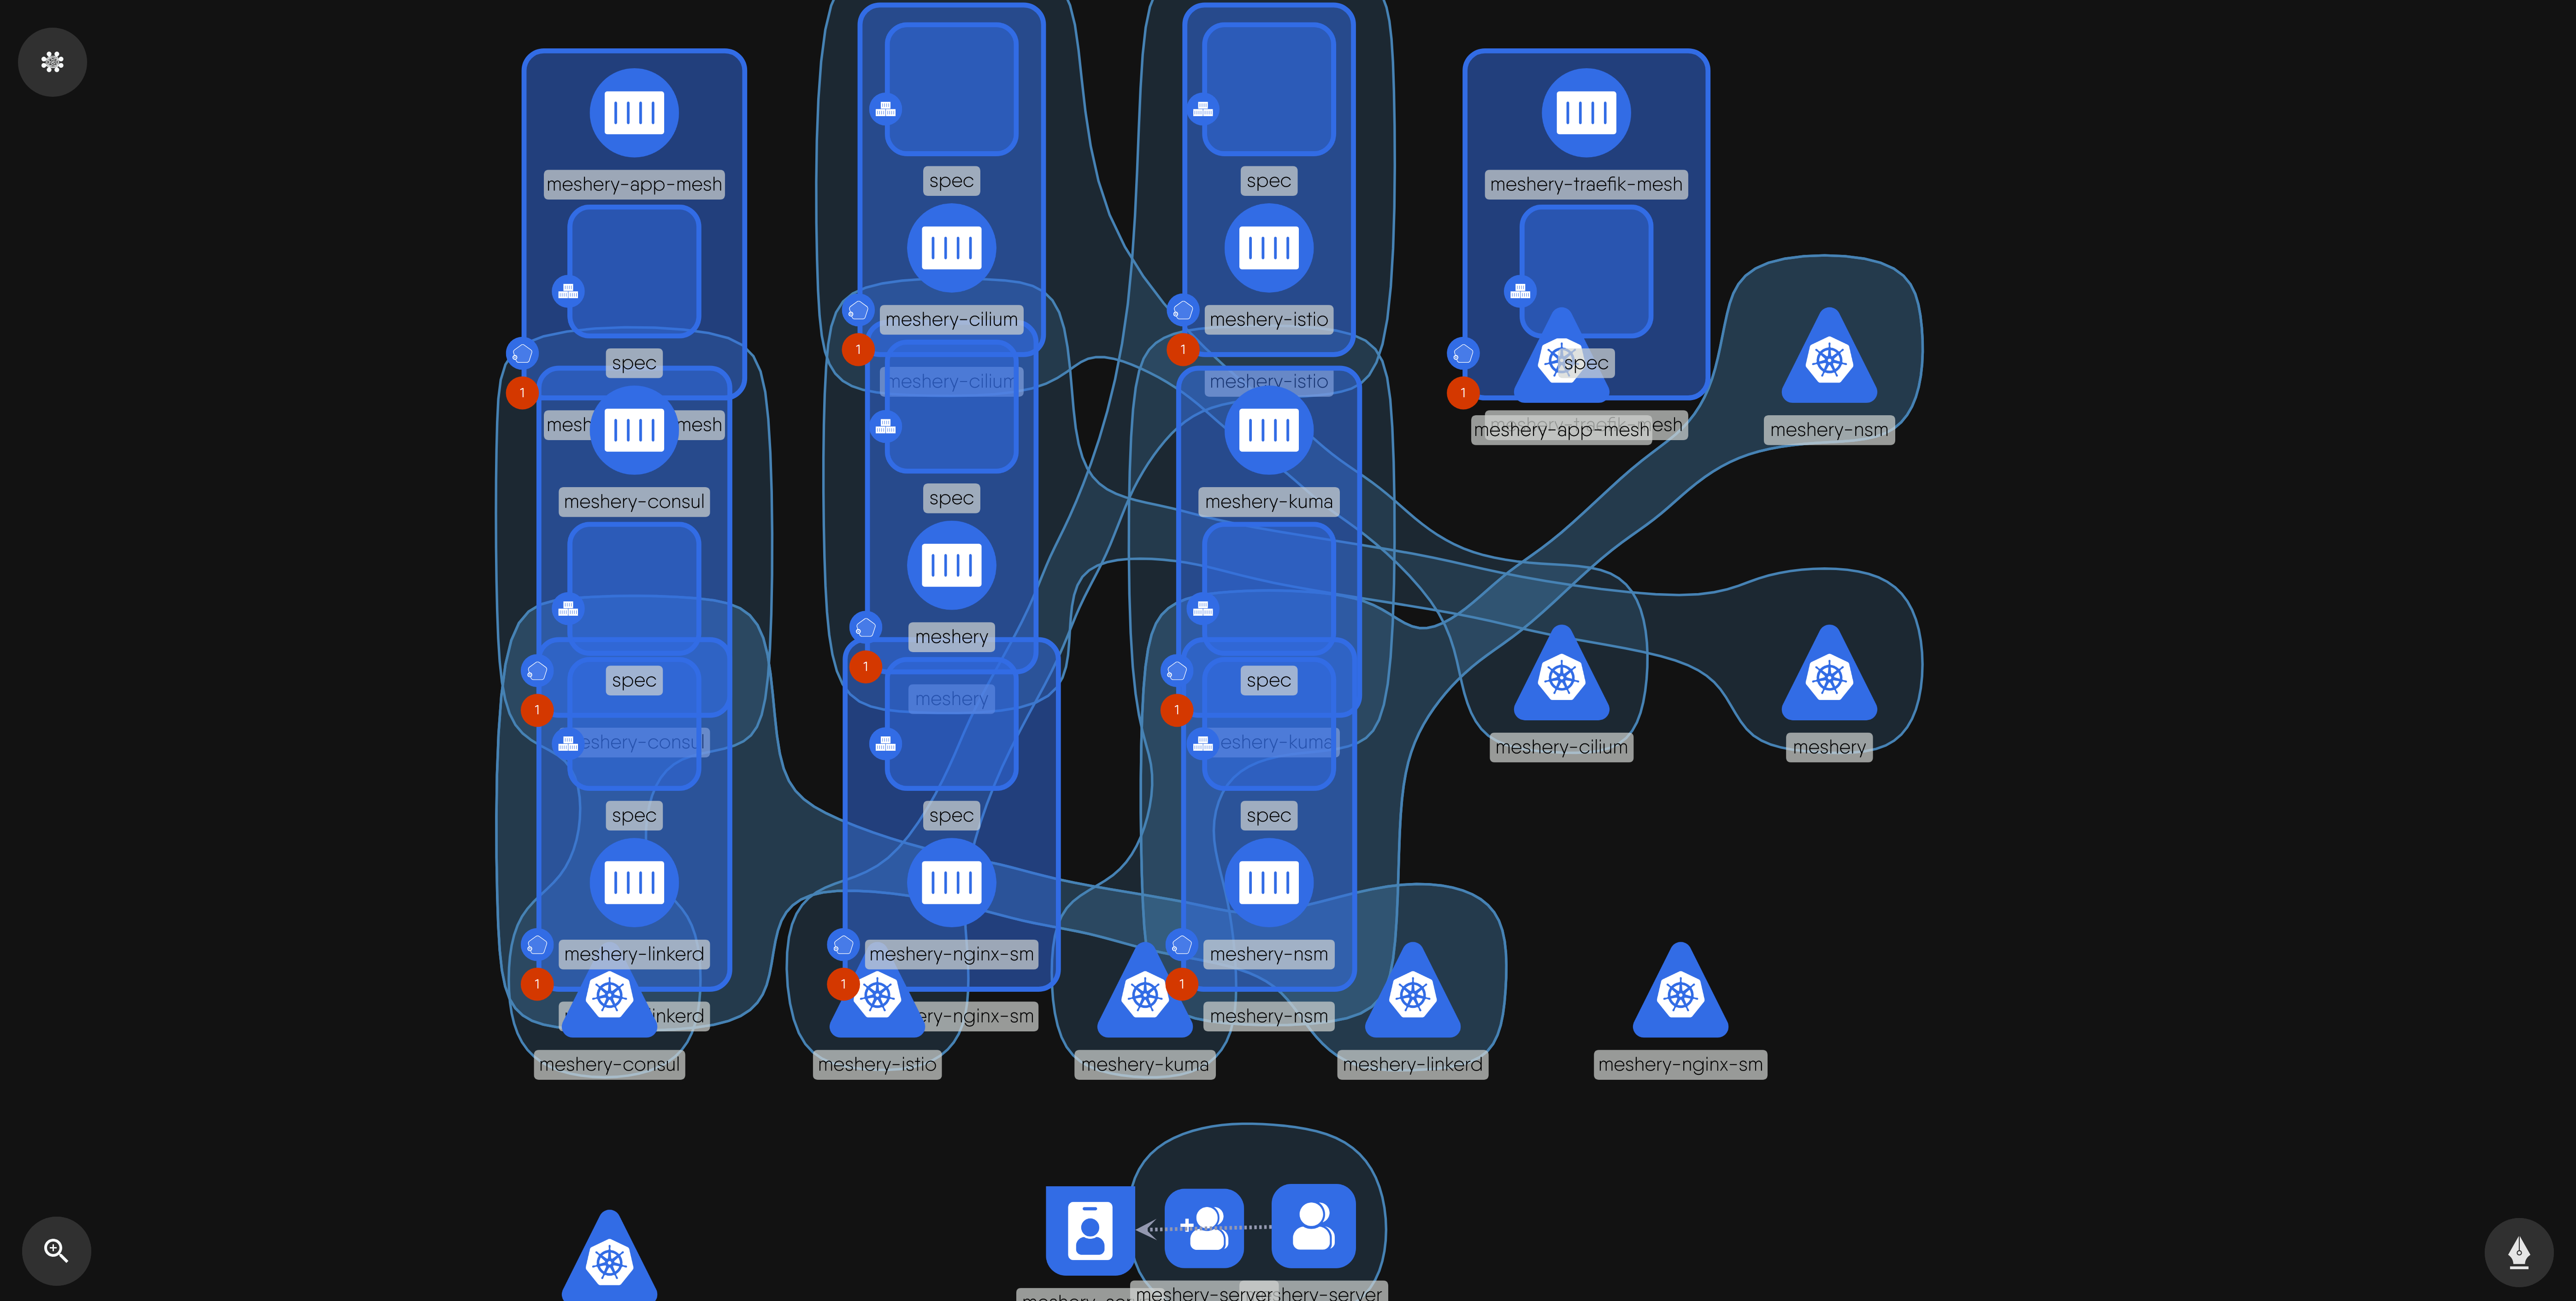 meshery-app-mesh
spec
spec
meshery-traefik-mesh
meshery-cilium
meshery-istio
1
1
spec
spec
1
1
meshery-cilium
meshery-istio
mesh
mesh
meshery-app-mesh
esh
meshery-nsm
meshery-consul
spec
meshery-kuma
meshery
1
spec
spec
meshery
1
1
eshery-consul
eshery-kuma
meshery-cilium
meshery
spec
spec
spec
meshery-linkerd
meshery-nginx-sm
meshery-nsm
1
1
1
inkerd
ery-nginx-sm
meshery-nsm
meshery-consul
meshery-istio
meshery-kuma
meshery-linkerd
meshery-nginx-sm
meshery-server
hery-server